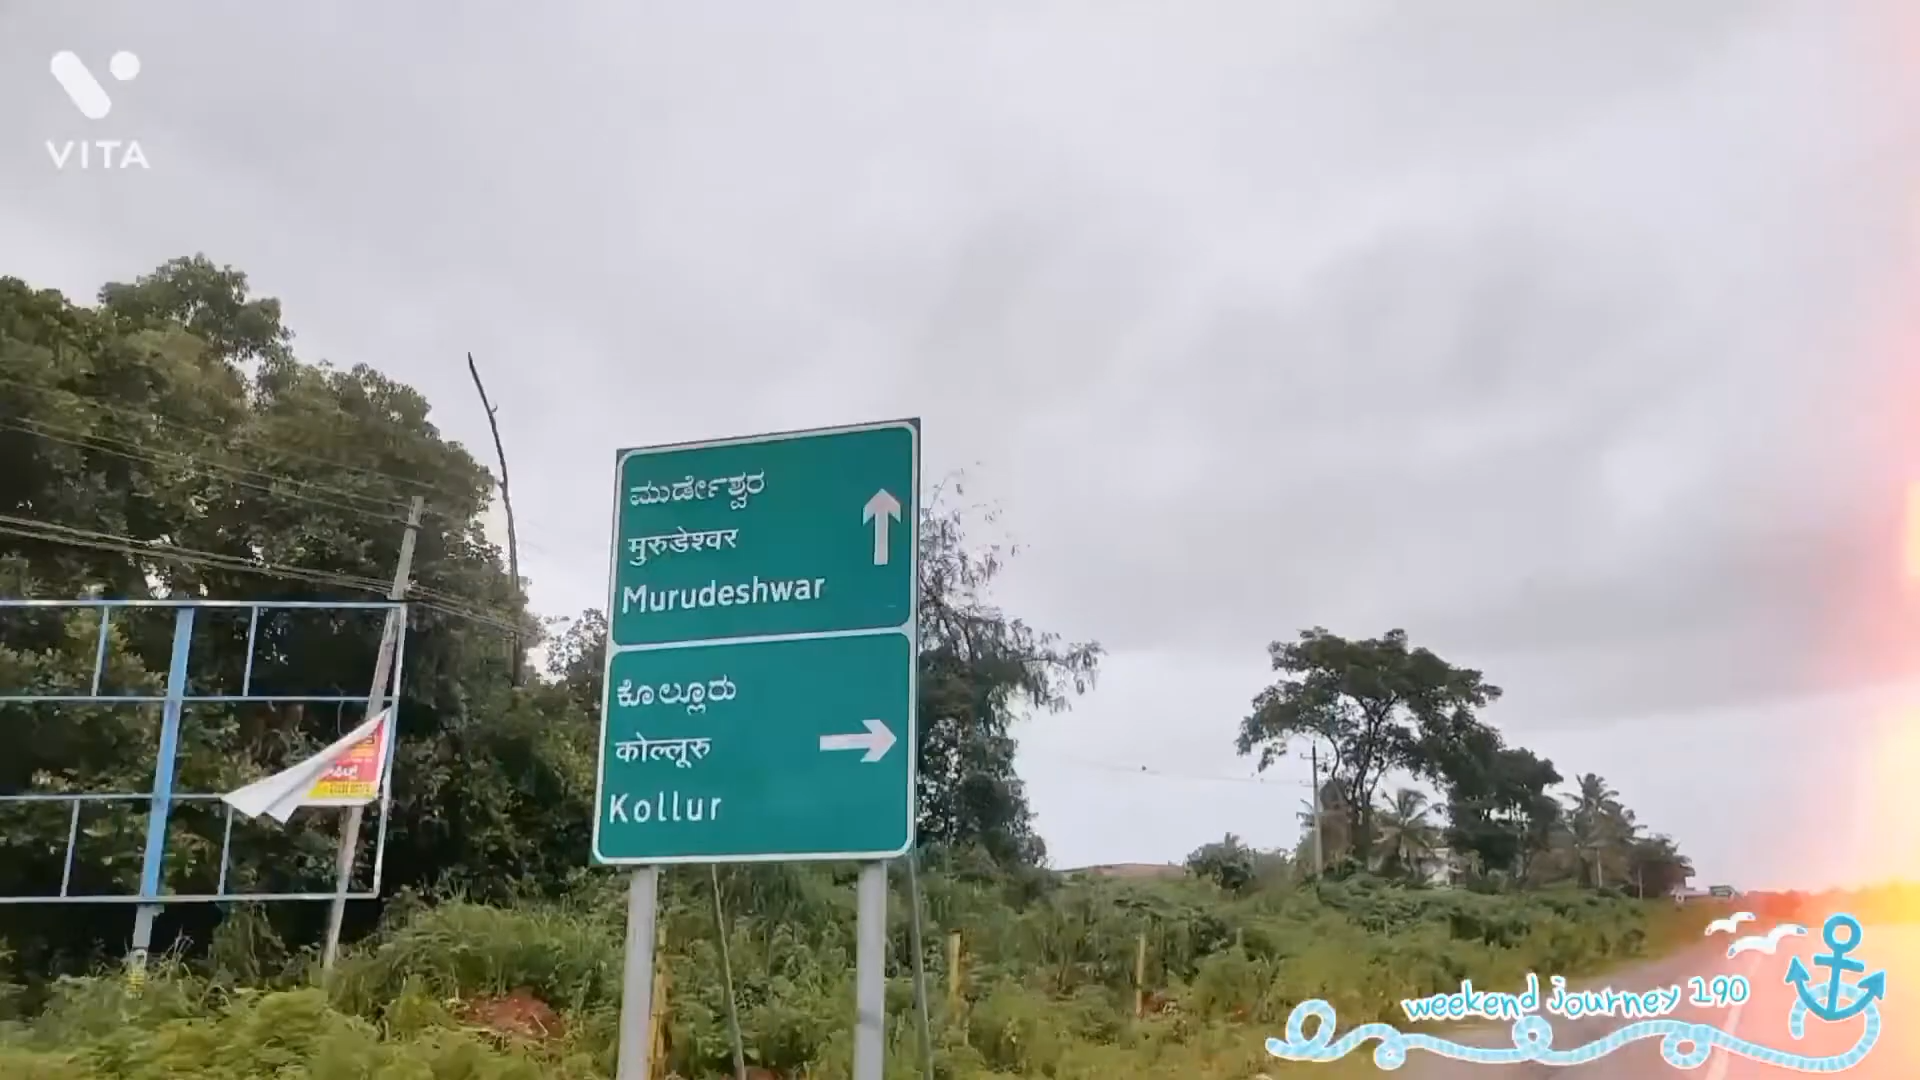 VITA
ಮುರ್ಡೇಶ್ವರ
मुरुडेश्वर
Murudeshwar
ಕೊಲ್ಲೂರು
कोल्लूरु
Kollur
weekend journey 190